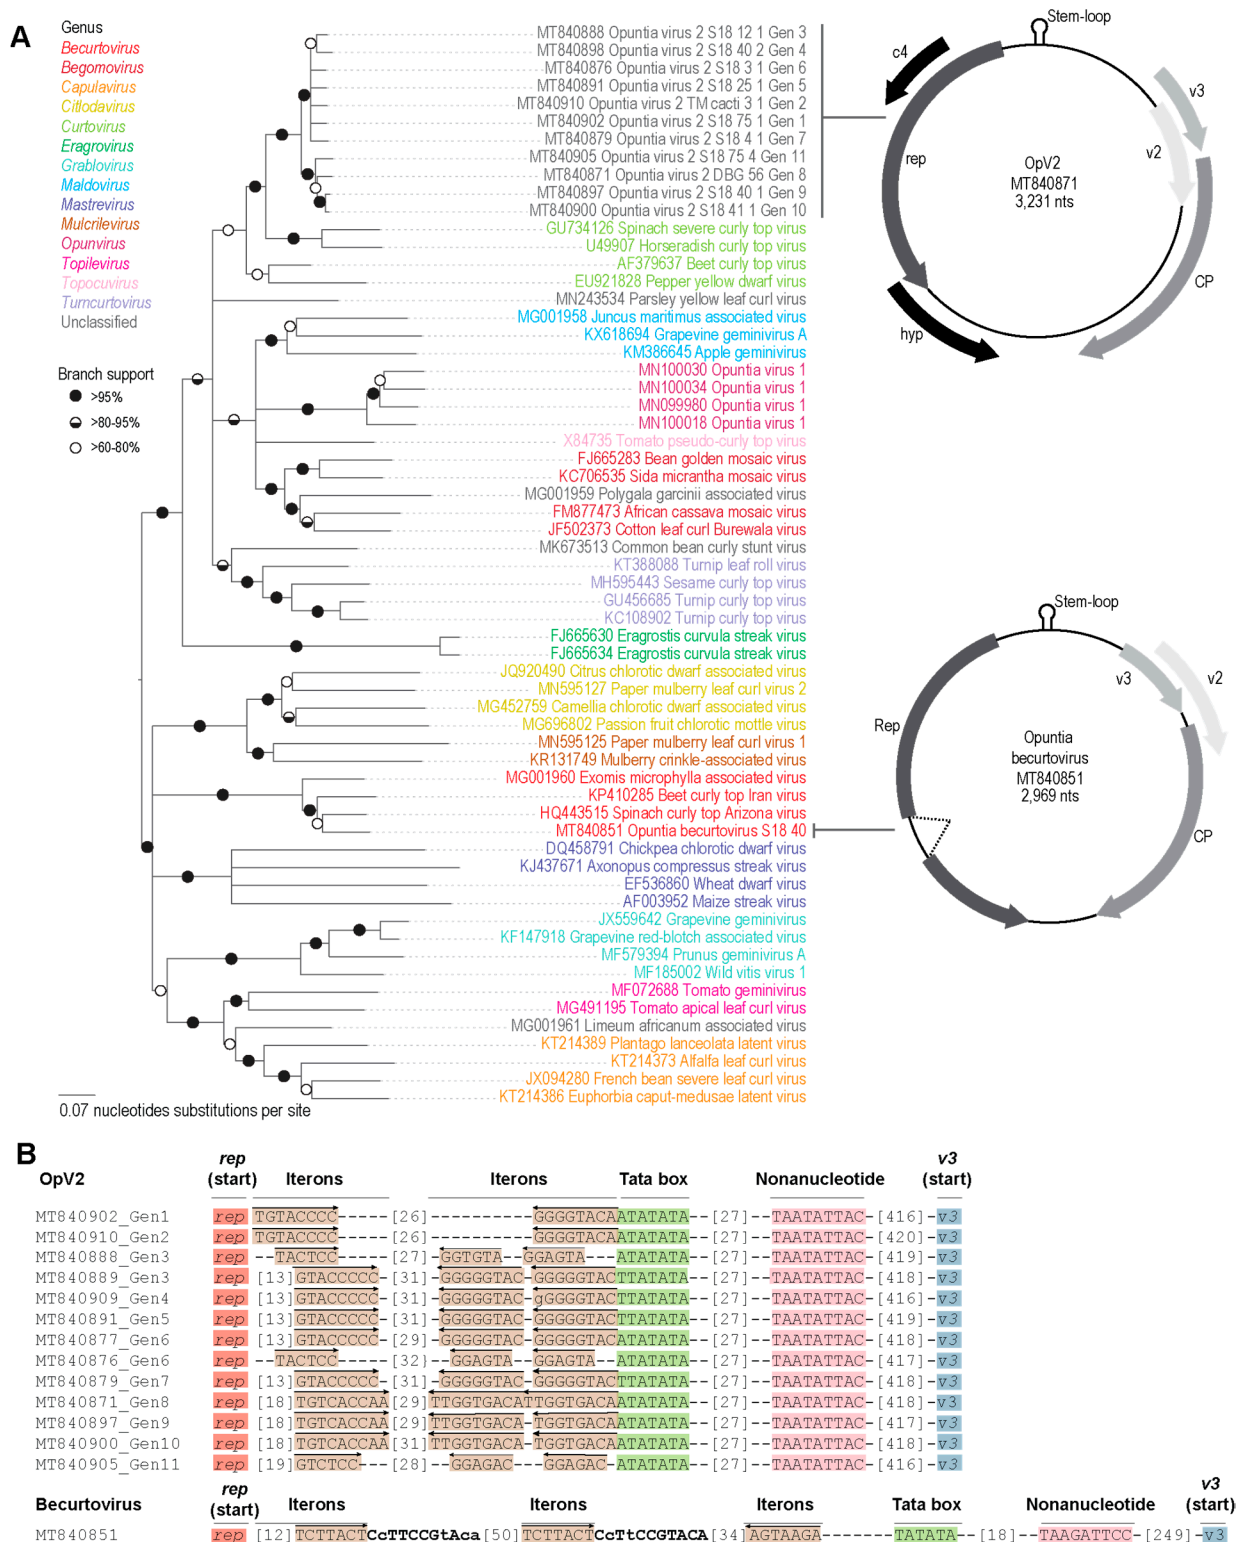 A
Genus
Becurtovirus
Begomovirus
Capulavirus
Citlodavirus
Curtovirus
Eragrovirus
Grablovirus
Maldovirus
Mastrevirus
Mulcrilevirus
Opunvirus
Topilevirus
Topocuvirus
Turncurtovirus
Unclassified
Branch support
>95%
>80-95%
>60-80%
MT840888 Opuntia virus 2 S18 12 1 Gen 3
MT840898 Opuntia virus 2 S18 40 2 Gen 4
MT840876 Opuntia virus 2 S18 3 1 Gen 6
MT840891 Opuntia virus 2 S18 25 1 Gen 5
MT840910 Opuntia virus 2 TM cacti 3 1 Gen 2
MT840902 Opuntia virus 2 S18 75 1 Gen 1
MT840879 Opuntia virus 2 S18 4 1 Gen 7
MT840905 Opuntia virus 2 S18 75 4 Gen 11
MT840871 Opuntia virus 2 DBG 56 Gen 8
MT840897 Opuntia virus 2 S18 40 1 Gen 9
MT840900 Opuntia virus 2 S18 41 1 Gen 10
GU734126 Spinach severe curly top virus
U49907 Horseradish curly top virus
AF379637 Beet curly top virus
EU921828 Pepper yellow dwarf virus
MN243534 Parsley yellow leaf curl virus
MG001958 Juncus maritimus associated virus
KX618694 Grapevine geminivirus A
KM386645 Apple geminivirus
MN100030 Opuntia virus 1
MN100034 Opuntia virus 1
MN099980 Opuntia virus 1
MN100018 Opuntia virus 1
X84735 Tomato pseudo-curly top virus
FJ665283 Bean golden mosaic virus
KC706535 Sida micrantha mosaic virus
MG001959 Polygala garcinii associated virus
FM877473 African cassava mosaic virus
JF502373 Cotton leaf curl Burewala virus
MK673513 Common bean curly stunt virus
KT388088 Turnip leaf roll virus
MH595443 Sesame curly top virus
GU456685 Turnip curly top virus
KC108902 Turnip curly top virus
FJ665630 Eragrostis curvula streak virus
FJ665634 Eragrostis curvula streak virus
JQ920490 Citrus chlorotic dwarf associated virus
MN595127 Paper mulberry leaf curl virus 2
MG452759 Camellia chlorotic dwarf associated virus
MG696802 Passion fruit chlorotic mottle virus
MN595125 Paper mulberry leaf curl virus 1
KR131749 Mulberry crinkle-associated virus
MG001960 Exomis microphylla associated virus
KP410285 Beet curly top Iran virus
HQ443515 Spinach curly top Arizona virus
MT840851 Opuntia becurtovirus S18 40
DQ458791 Chickpea chlorotic dwarf virus
KJ437671 Axonopus compressus streak virus
EF536860 Wheat dwarf virus
AF003952 Maize streak virus
JX559642 Grapevine geminivirus
KF147918 Grapevine red-blotch associated virus
MF579394 Prunus geminivirus A
MF185002 Wild vitis virus 1
MF072688 Tomato geminivirus
MG491195 Tomato apical leaf curl virus
MG001961 Limeum africanum associated virus
KT214389 Plantago lanceolata latent virus
KT214373 Alfalfa leaf curl virus
JX094280 French bean severe leaf curl virus
KT214386 Euphorbia caput-medusae latent virus
0.07 nucleotides substitutions per site
Stem-loop
c4
v3
v2
rep
OpV2
MT840871
3,231 nts
CP
hyp
Stem-loop
v3
v2
Rep
Opuntia
becurtovirus
MT840851
2,969 nts
CP
B
OpV2 rep (start) Iterons Iterons Tata box Nonanucleotide v3 (start)
MT840902_Gen1 rep TGTACCCC-----[26]----------GGGGTACAATATATA--[27]--TAATATTAC-[416]-v3
MT840910_Gen2 rep TGTACCCC-----[26]----------GGGGTACAATATATA--[27]--TAATATTAC-[420]-v3
MT840888_Gen3 rep--TACTCC-----[27]-GGTGTA--GGAGTA---ATATATA--[27]--TAATATTAC-[419]-v3
MT840889_Gen3 rep [13]GTACCCCC-[31]-GGGGGTAC-GGGGGTACTTATATA--[27]--TAATATTAC-[418]-v3
MT840909_Gen4 rep [13]GTACCCCC-[31]-GGGGGTAC-gGGGGTACTTATATA--[27]--TAATATTAC-[416]-v3
MT840891_Gen5 rep [13]GTACCCCC-[31]-GGGGGTAC-GGGGGTACTTATATA--[27]--TAATATTAC-[419]-v3
MT840877_Gen6 rep [13]GTACCCCC-[29]-GGGGGTAC-GGGGGTACATATATA--[27]--TAATATTAC-[418]-v3
MT840876_Gen6 rep--TACTCC-----[32]--GGAGTA--GGAGTA--ATATATA--[27]--TAATATTAC-[417]-v3
MT840879_Gen7 rep [13]GTACCCCC-[31]-GGGGGTAC-GGGGGTACTATATA--[27]--TAATATTAC-[418]-v3
MT840871_Gen8 rep [18]TGTCACCAA[29]TTGGTGACATTGGTGACAATATATA--[27]--TAATATTAC-[418]-v3
MT840897_Gen9 rep [18]TGTCACCAA[29]TTGGTGACA-TGGTGACAATATATA--[27]--TAATATTAC-[417]-v3
MT840900_Gen10 rep [18]TGTCACCAA[31]TTGGTGACA-TGGTGACAATATATA--[27]--TAATATTAC-[418]-v3
MT840905_Gen11 rep [19]GTCTCC---[28]--GGAGAC---GGAGAC-ATATATA--[27]--TAATATTAC-[416]-v3
Becurtovirus rep (start) Iterons Iterons Iterons Tata box Nonanucleotide v3 (start)
MT840851 rep [12]TCTTACTCcTTCCGtAca[50]TCTTACTCcTtCCGTACA[34]AGTAAGA-------TATATA--[18]--TAAGATTCC-[249]-v3